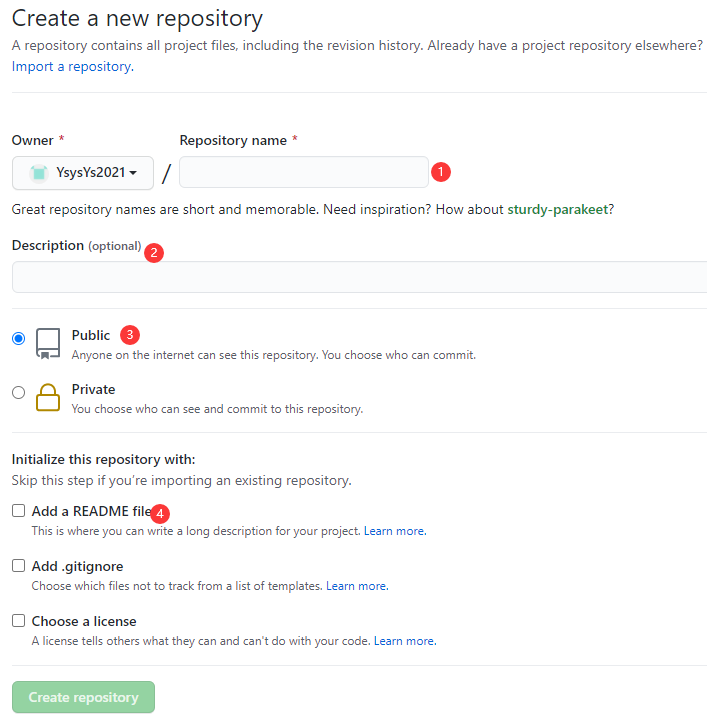 Create a new repository
A repository contains all project files, including the revision history. Already have a project repository elsewhere?
Import a repository.
Owner * Repository name *
YsysYs2021 / 1
Great repository names are short and memorable. Need inspiration? How about sturdy-parakeet?
Description (optional) 2
Public 3
Anyone on the internet can see this repository. You choose who can commit.
Private
You choose who can see and commit to this repository.
Initialize this repository with:
Skip this step if you’re importing an existing repository.
Add a README file 4
This is where you can write a long description for your project. Learn more.
Add .gitignore
Choose which files not to track from a list of templates. Learn more.
Choose a license
A license tells others what they can and can't do with your code. Learn more.
Create repository